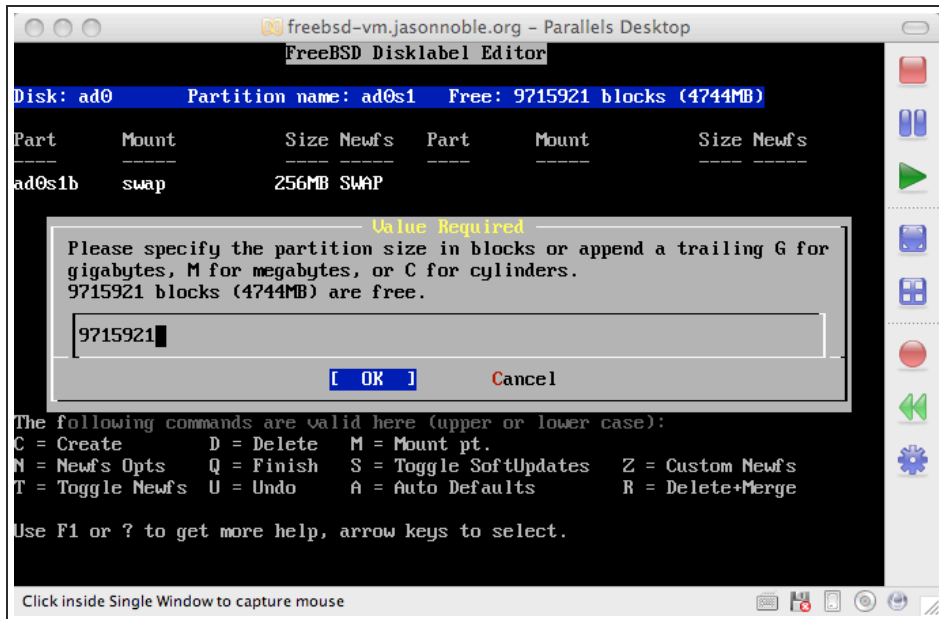 freebsd-vm.jasonnoble.org – Parallels Desktop
FreeBSD Disklabel Editor
Disk: ad0 Partition name: ad0s1 Free: 9715921 blocks (4744MB)
Part Mount Size Newfs Part Mount Size Newfs
---- ----- ---- ----- ---- ----- ---- -----
ad0s1b swap 256MB SWAP
Value Required
Please specify the partition size in blocks or append a trailing G for
gigabytes, M for megabytes, or C for cylinders.
9715921 blocks (4744MB) are free.
9715921
[ OK ] Cancel
The following commands are valid here (upper or lower case):
C = Create D = Delete M = Mount pt.
N = Newfs Opts Q = Finish S = Toggle SoftUpdates Z = Custom Newfs
T = Toggle Newfs U = Undo A = Auto Defaults R = Delete+Merge
Use F1 or ? to get more help, arrow keys to select.
Click inside Single Window to capture mouse